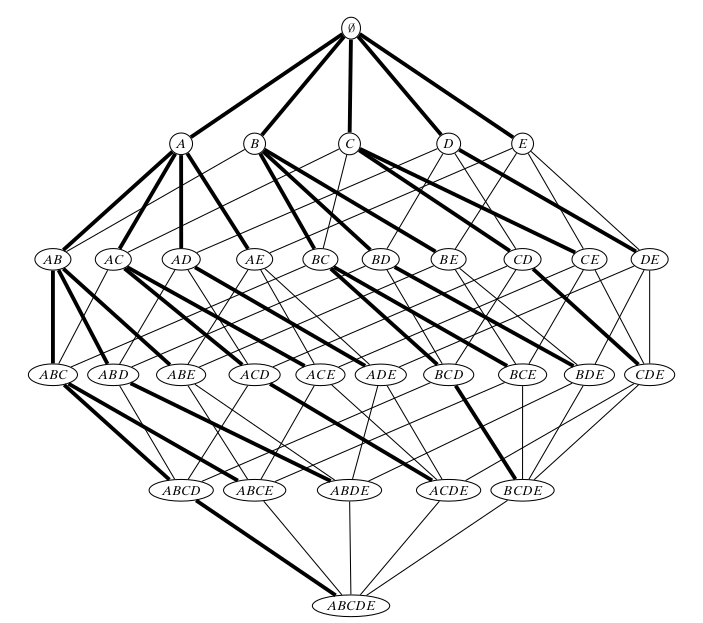 ∅
A B C D E
AB AC AD AE BC BD BE CD CE DE
ABC ABD ABE ACD ACE ADE BCD BCE BDE CDE
ABCD ABCE ABDE ACDE BCDE
ABCDE